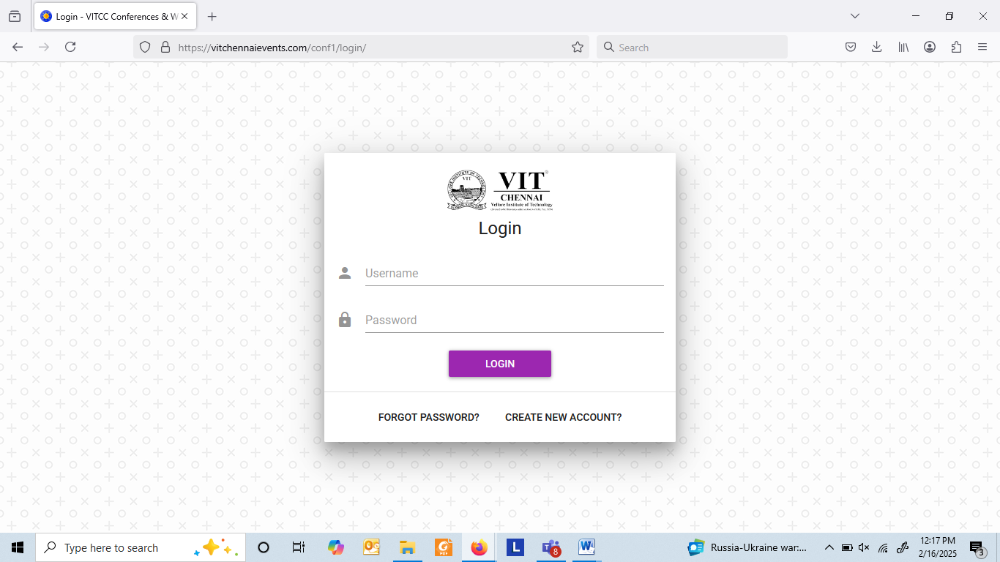 Login - VITCC Conferences & W
https://vitchennaievents.com/conf1/login/
Search
VIT
VIT
CHENNAI
Vellore Institute of Technology
Login
Username
Password
LOGIN
FORGOT PASSWORD?
CREATE NEW ACCOUNT?
Type here to search
PDF
L
8
W
Russia-Ukraine war:...
12:17 PM
2/16/2025
3